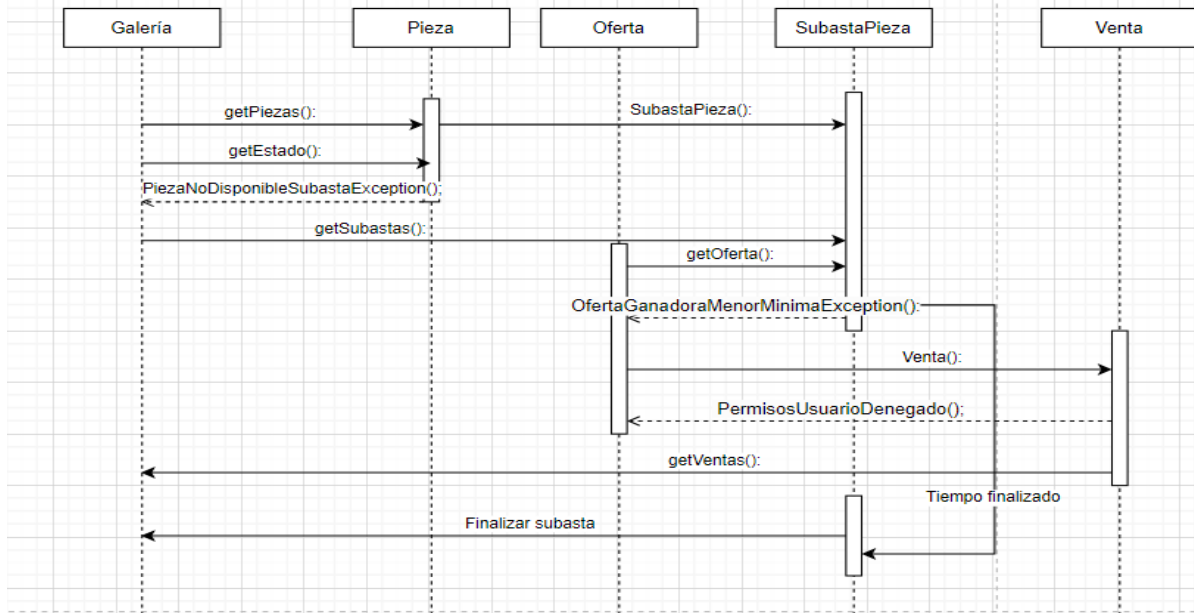 Galería
Pieza
Oferta
SubastaPieza
Venta
getPiezas():
SubastaPieza():
getEstado():
PiezaNoDisponibleSubastaException();
getSubastas():
getOferta():
OfertaGanadoraMenorMinimaException():
Venta():
PermisosUsuarioDenegado();
getVentas():
Tiempo finalizado
Finalizar subasta